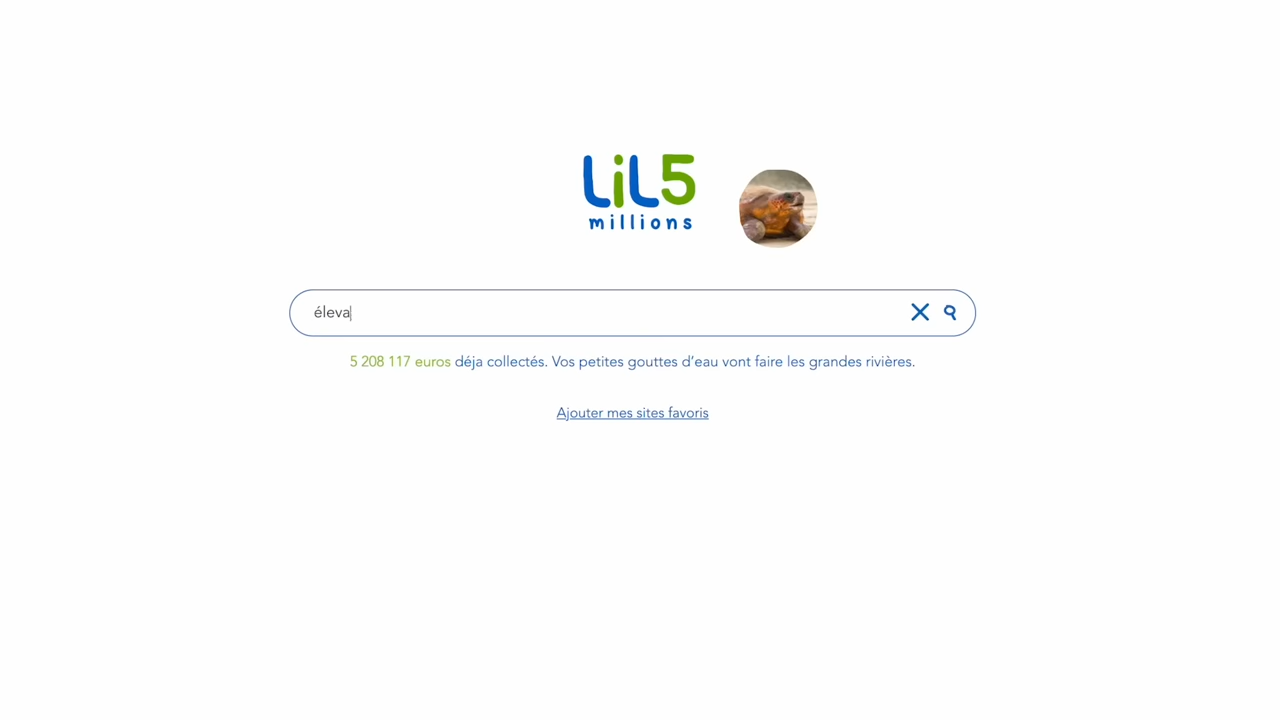 LiL5
millions
éleva
5 208 117 euros déja collectés. Vos petites gouttes d’eau vont faire les grandes rivières.
Ajouter mes sites favoris